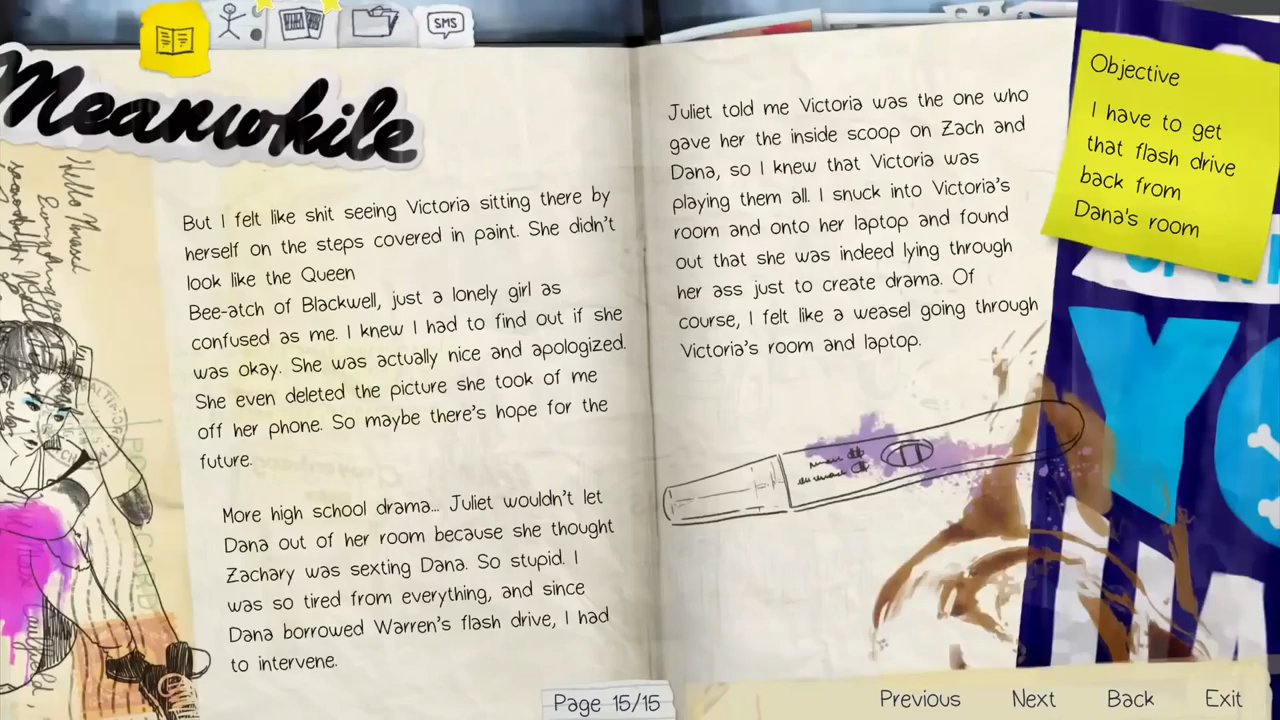 SMS
Meanwhile
But I felt like shit seeing Victoria sitting there by
herself on the steps covered in paint. She didn't
look like the Queen
Bee-atch of Blackwell, just a lonely girl as
confused as me. I knew I had to find out if she
was okay. She was actually nice and apologized.
She even deleted the picture she took of me
off her phone. So maybe there's hope for the
future.
More high school drama... Juliet wouldn't let
Dana out of her room because she thought
Zachary was sexting Dana. So stupid. I
was so tired from everything, and since
Dana borrowed Warren's flash drive, I had
to intervene.
Juliet told me Victoria was the one who
gave her the inside scoop on Zach and
Dana, so I knew that Victoria was
playing them all. I snuck into Victoria's
room and onto her laptop and found
out that she was indeed lying through
her ass just to create drama. Of
course, I felt like a weasel going through
Victoria's room and laptop.
Objective
I have to get
that flash drive
back from
Dana's room
POSTCARD
Page 15/15
Previous
Next
Back
Exit